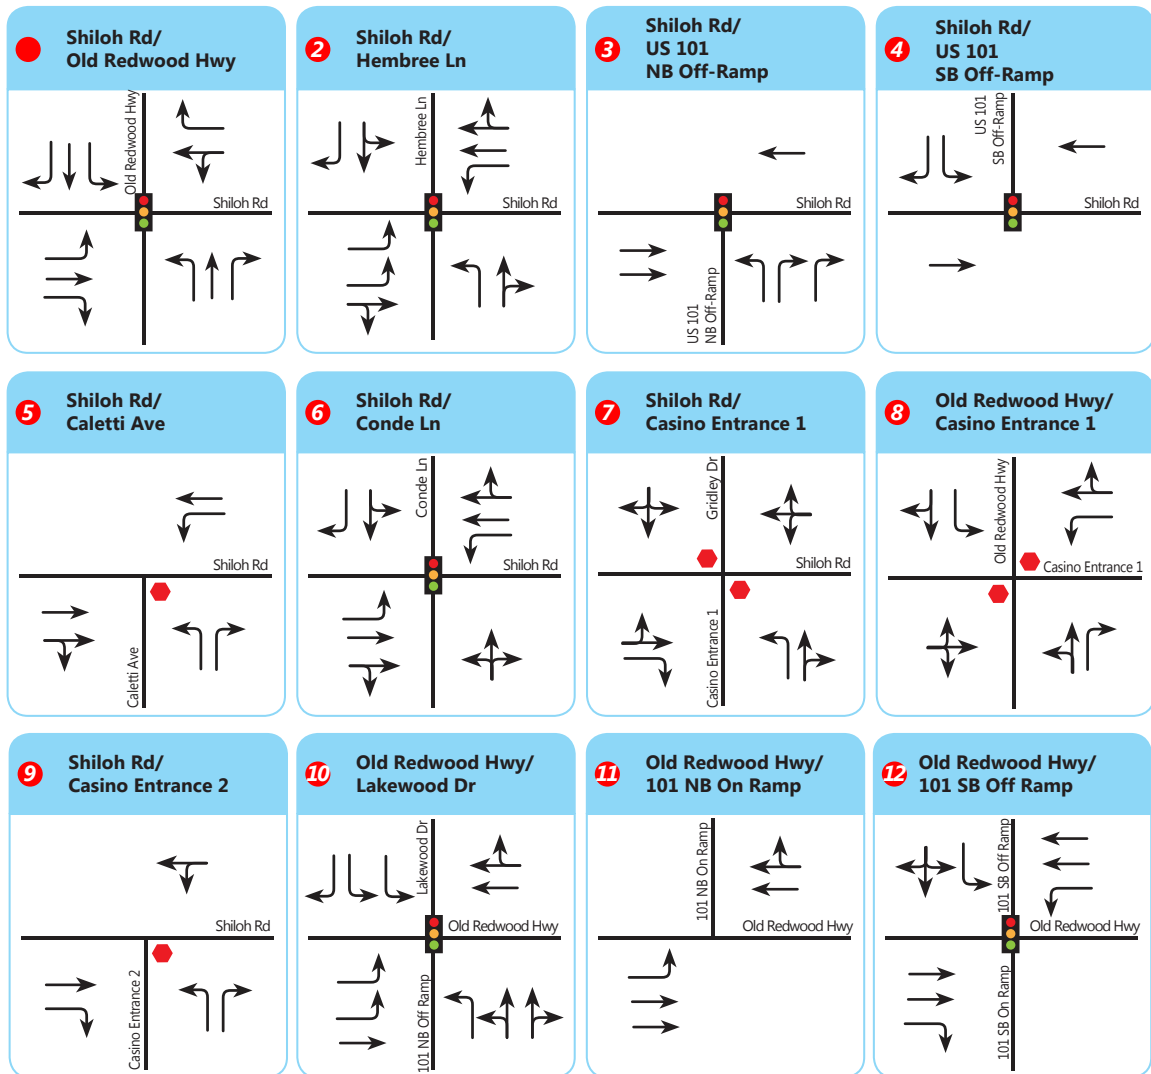 Shiloh Rd/
Old Redwood Hwy
Old Redwood Hwy
Shiloh Rd
2
Shiloh Rd/
Hembree Ln
Hembree Ln
Shiloh Rd
3
Shiloh Rd/
US 101
NB Off-Ramp
Shiloh Rd
US 101
NB Off-Ramp
4
Shiloh Rd/
US 101
SB Off-Ramp
US 101
SB Off-Ramp
Shiloh Rd
5
Shiloh Rd/
Caletti Ave
Shiloh Rd
Caletti Ave
6
Shiloh Rd/
Conde Ln
Conde Ln
Shiloh Rd
7
Shiloh Rd/
Casino Entrance 1
Gridley Dr
Shiloh Rd
Casino Entrance 1
8
Old Redwood Hwy/
Casino Entrance 1
Old Redwood Hwy
Casino Entrance 1
9
Shiloh Rd/
Casino Entrance 2
Shiloh Rd
Casino Entrance 2
10
Old Redwood Hwy/
Lakewood Dr
Lakewood Dr
Old Redwood Hwy
101 NB Off Ramp
11
Old Redwood Hwy/
101 NB On Ramp
101 NB On Ramp
Old Redwood Hwy
12
Old Redwood Hwy/
101 SB Off Ramp
101 SB Off Ramp
Old Redwood Hwy
101 SB On Ramp